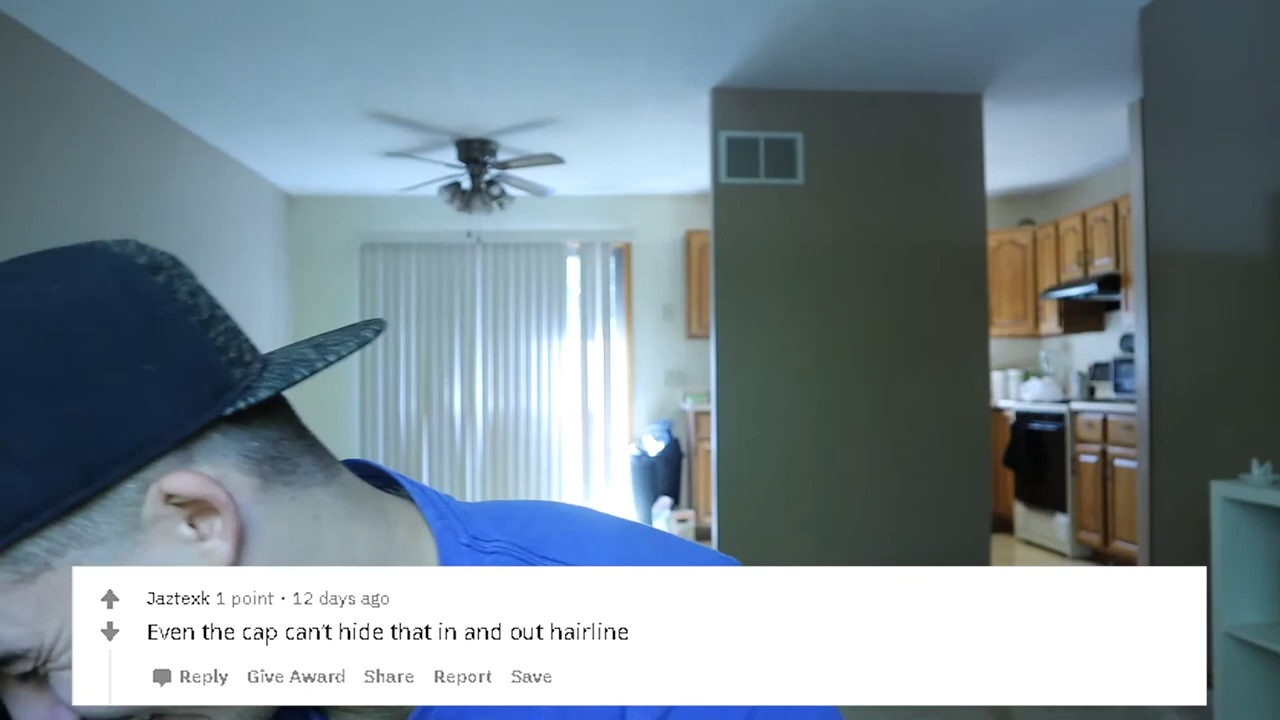 Jaztexk 1 point · 12 days ago
Even the cap can't hide that in and out hairline
Reply Give Award Share Report Save